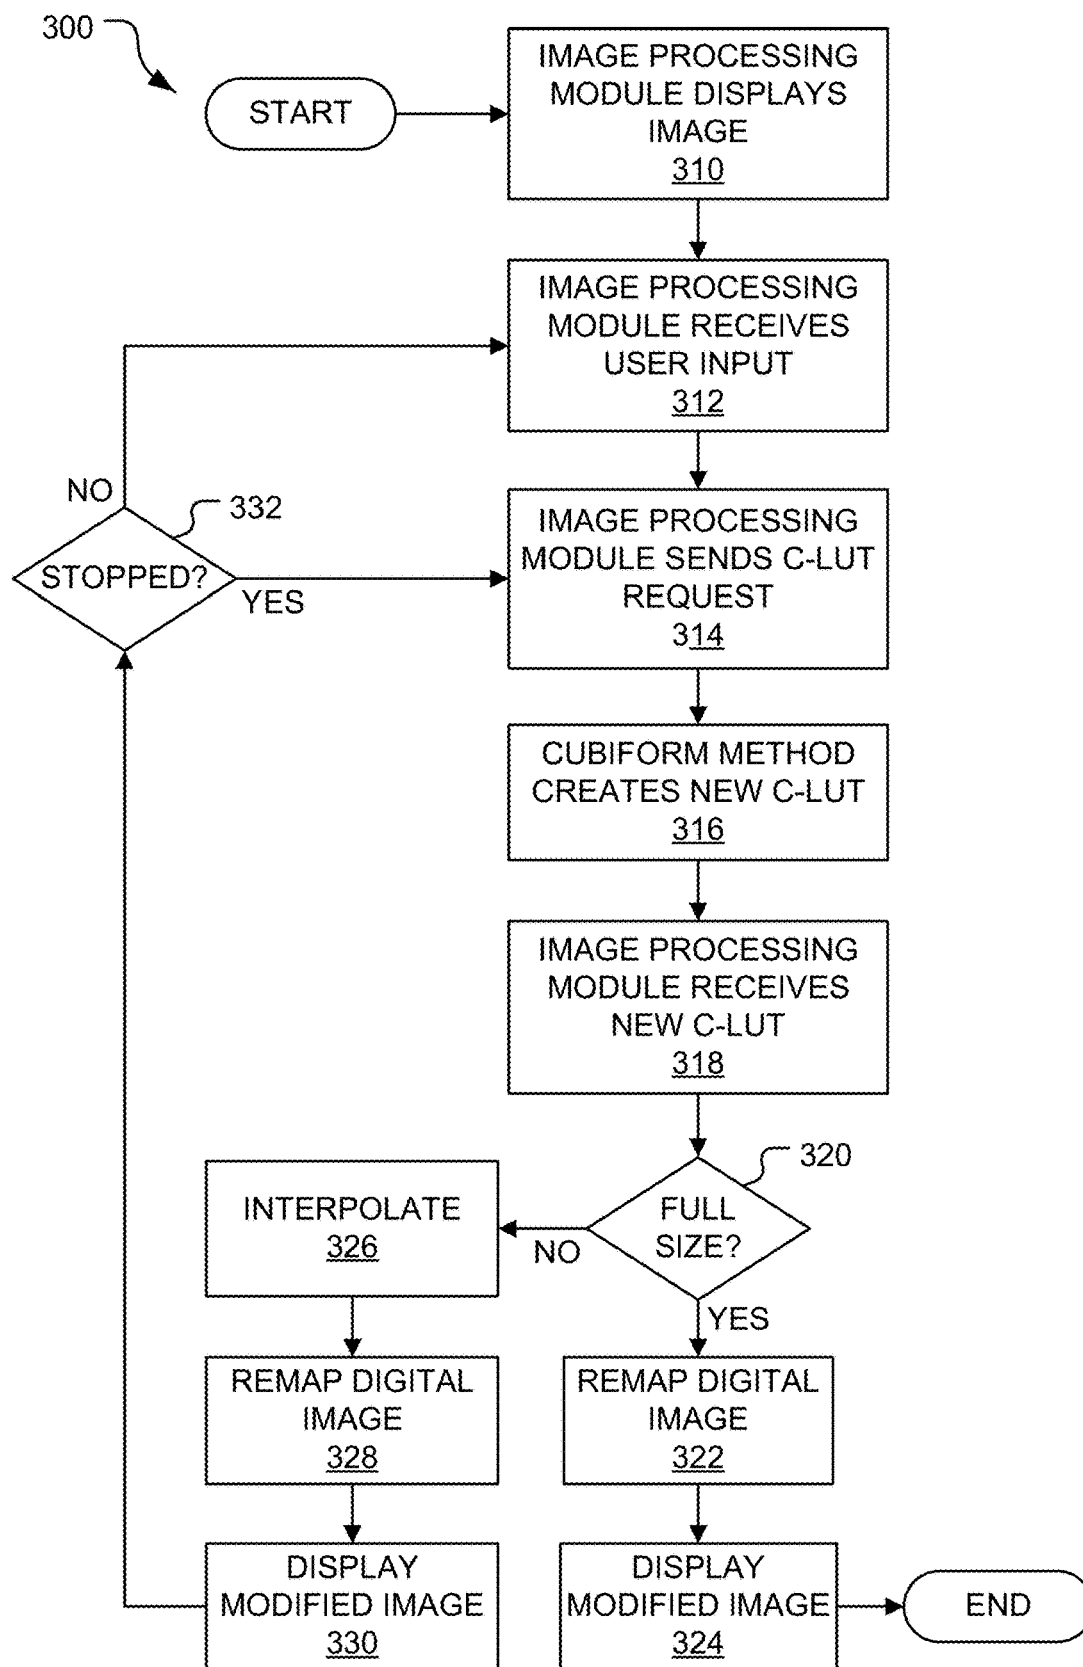 300
START
IMAGE PROCESSING
MODULE DISPLAYS
IMAGE
310
IMAGE PROCESSING
MODULE RECEIVES
USER INPUT
312
NO
332
STOPPED?
YES
IMAGE PROCESSING
MODULE SENDS C-LUT
REQUEST
314
CUBIFORM METHOD
CREATES NEW C-LUT
316
IMAGE PROCESSING
MODULE RECEIVES
NEW C-LUT
318
320
FULL
SIZE?
NO
YES
INTERPOLATE
326
REMAP DIGITAL
IMAGE
328
REMAP DIGITAL
IMAGE
322
DISPLAY
MODIFIED IMAGE
330
DISPLAY
MODIFIED IMAGE
324
END